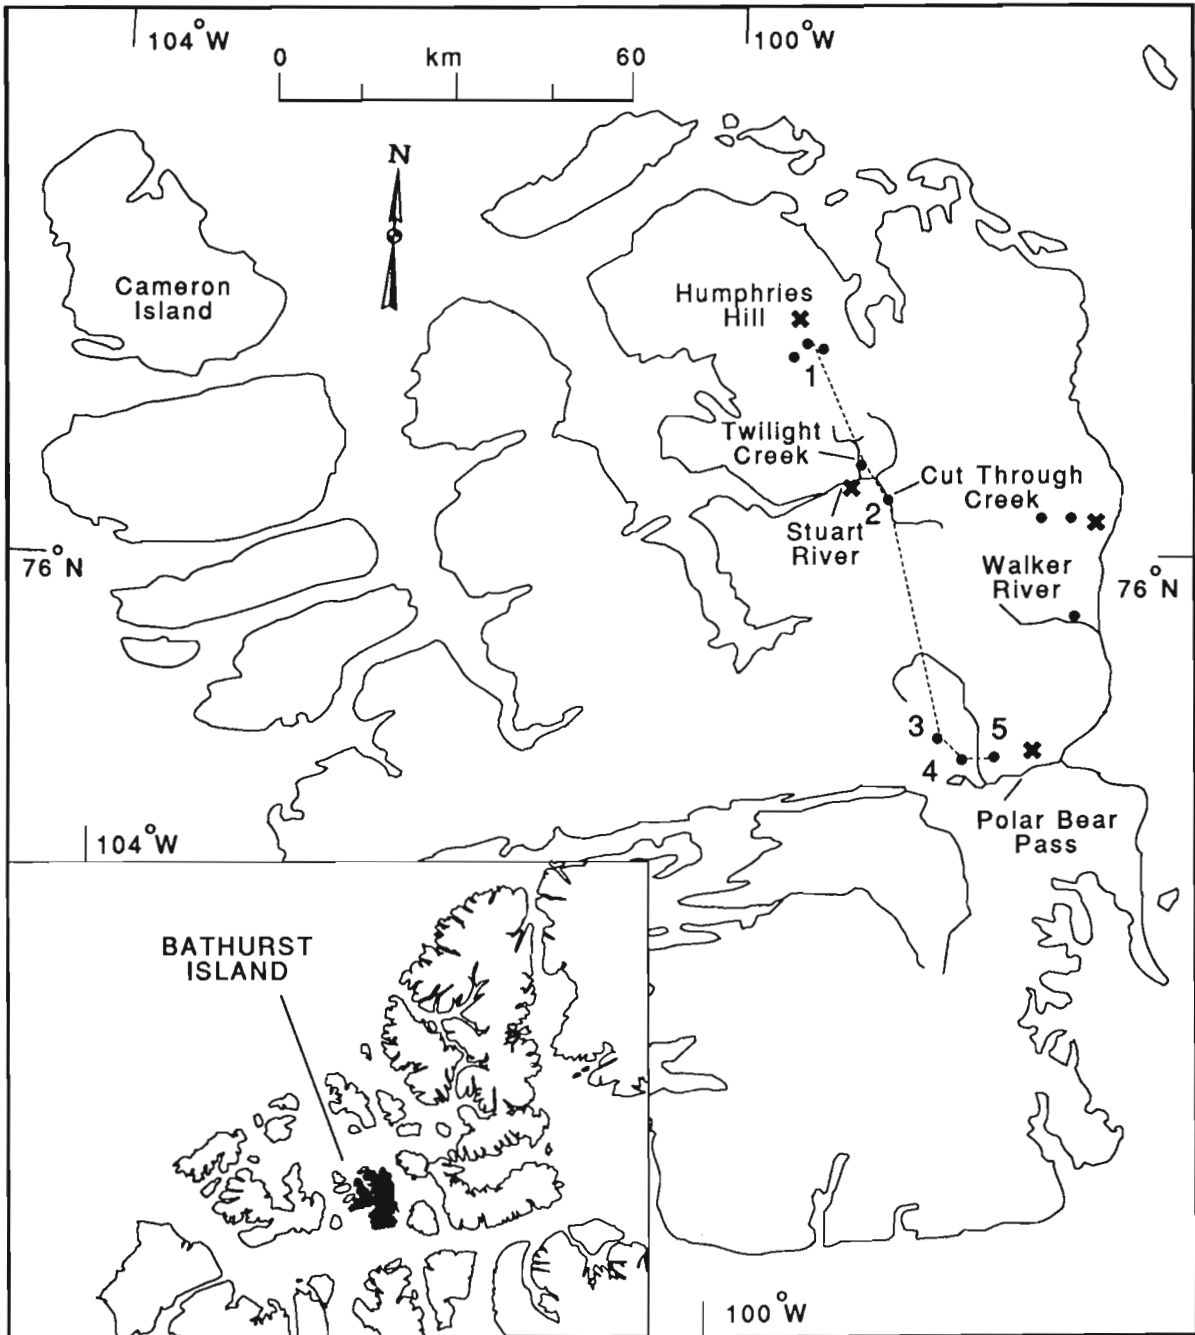 104°W
100°W
0 km 60
N
Cameron
Island
Humphries
Hill
1
Twilight
Creek
Cut Through
Creek
2
Stuart
River
76°N
Walker
River
76°N
3
5
4
Polar Bear
Pass
104°W
BATHURST
ISLAND
100°W